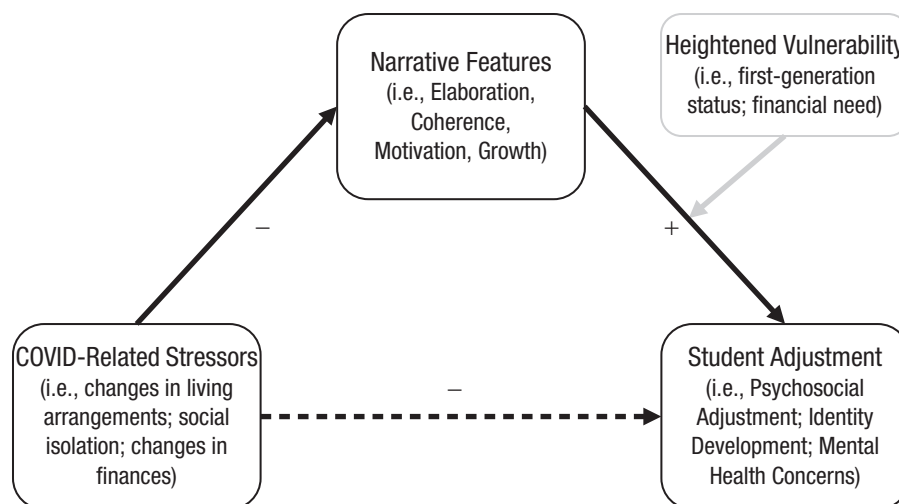 Narrative Features
(i.e., Elaboration,
Coherence,
Motivation, Growth)
Heightened Vulnerability
(i.e., first-generation
status; financial need)
–
+
COVID-Related Stressors
(i.e., changes in living
arrangements; social
isolation; changes in
finances)
–
Student Adjustment
(i.e., Psychosocial
Adjustment; Identity
Development; Mental
Health Concerns)